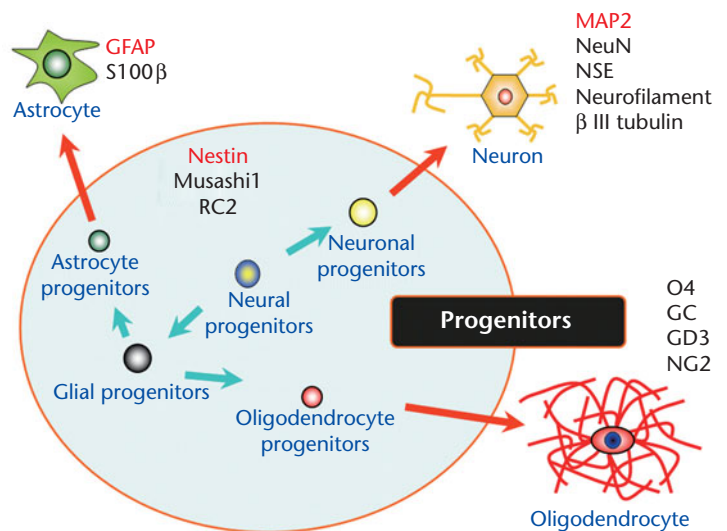 GFAP
S100β
Astrocyte
MAP2
NeuN
NSE
Neurofilament
β III tubulin
Neuron
Nestin
Musashi1
RC2
Astrocyte
progenitors
Neural
progenitors
Neuronal
progenitors
Glial progenitors
Oligodendrocyte
progenitors
Progenitors
O4
GC
GD3
NG2
Oligodendrocyte